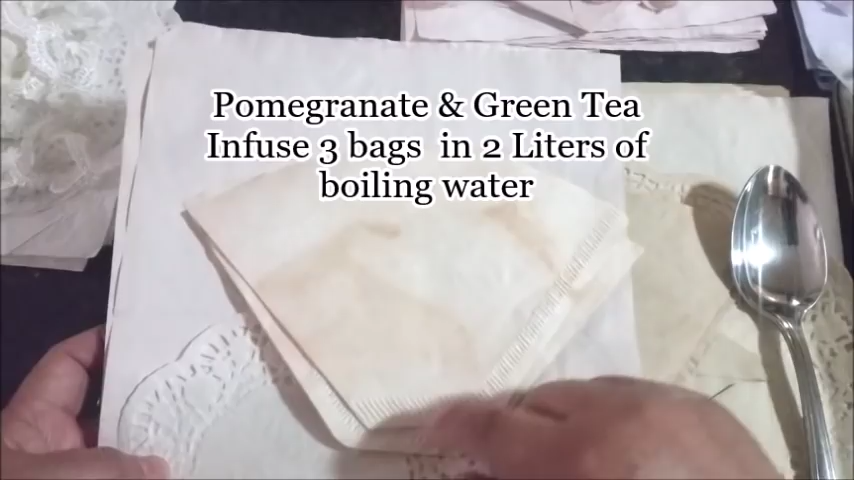 Pomegranate & Green Tea
Infuse 3 bags in 2 Liters of
boiling water